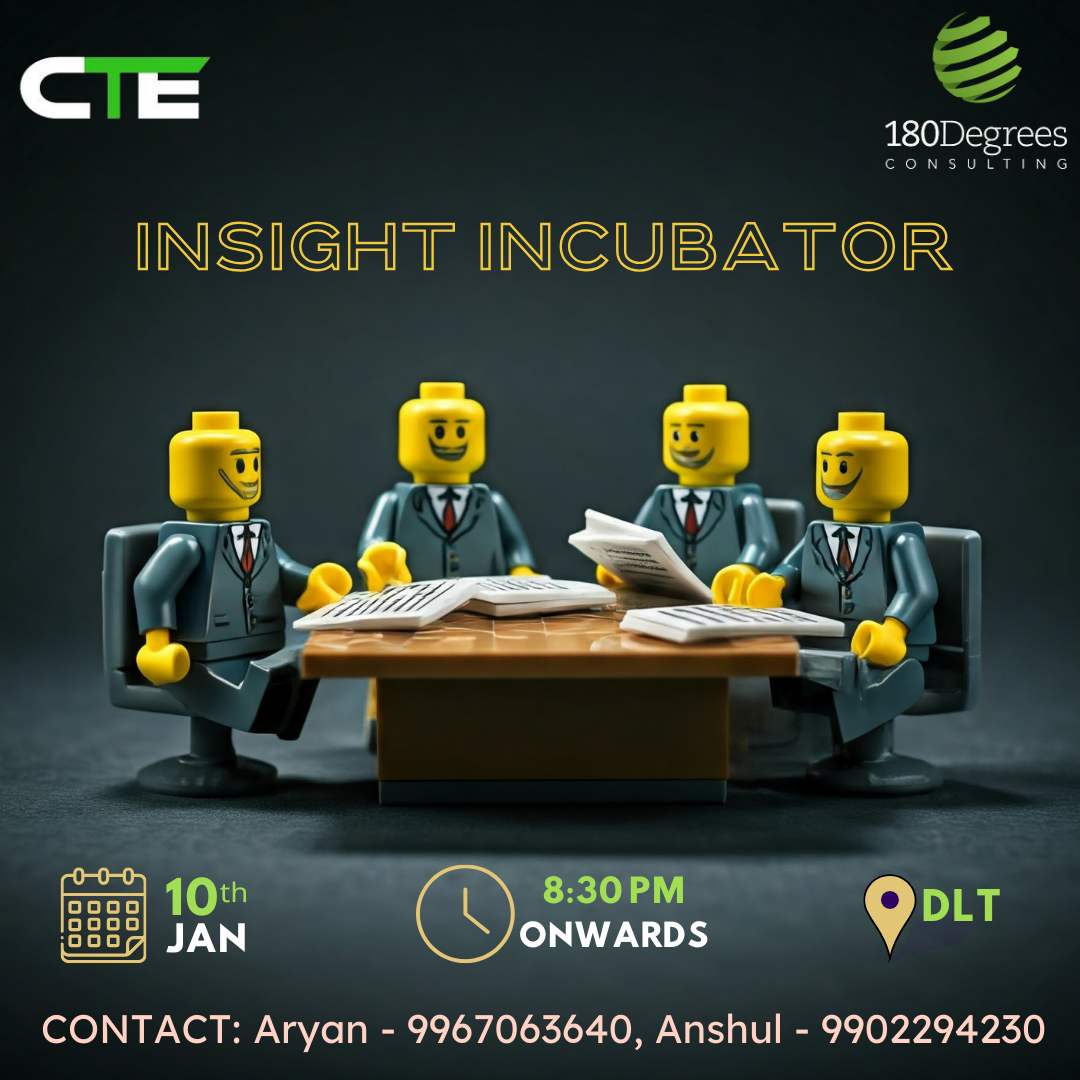 CTE
180Degrees
CONSULTING
INSIGHT INCUBATOR
10th
JAN
8:30 PM
ONWARDS
DLT
CONTACT: Aryan - 9967063640, Anshul - 9902294230